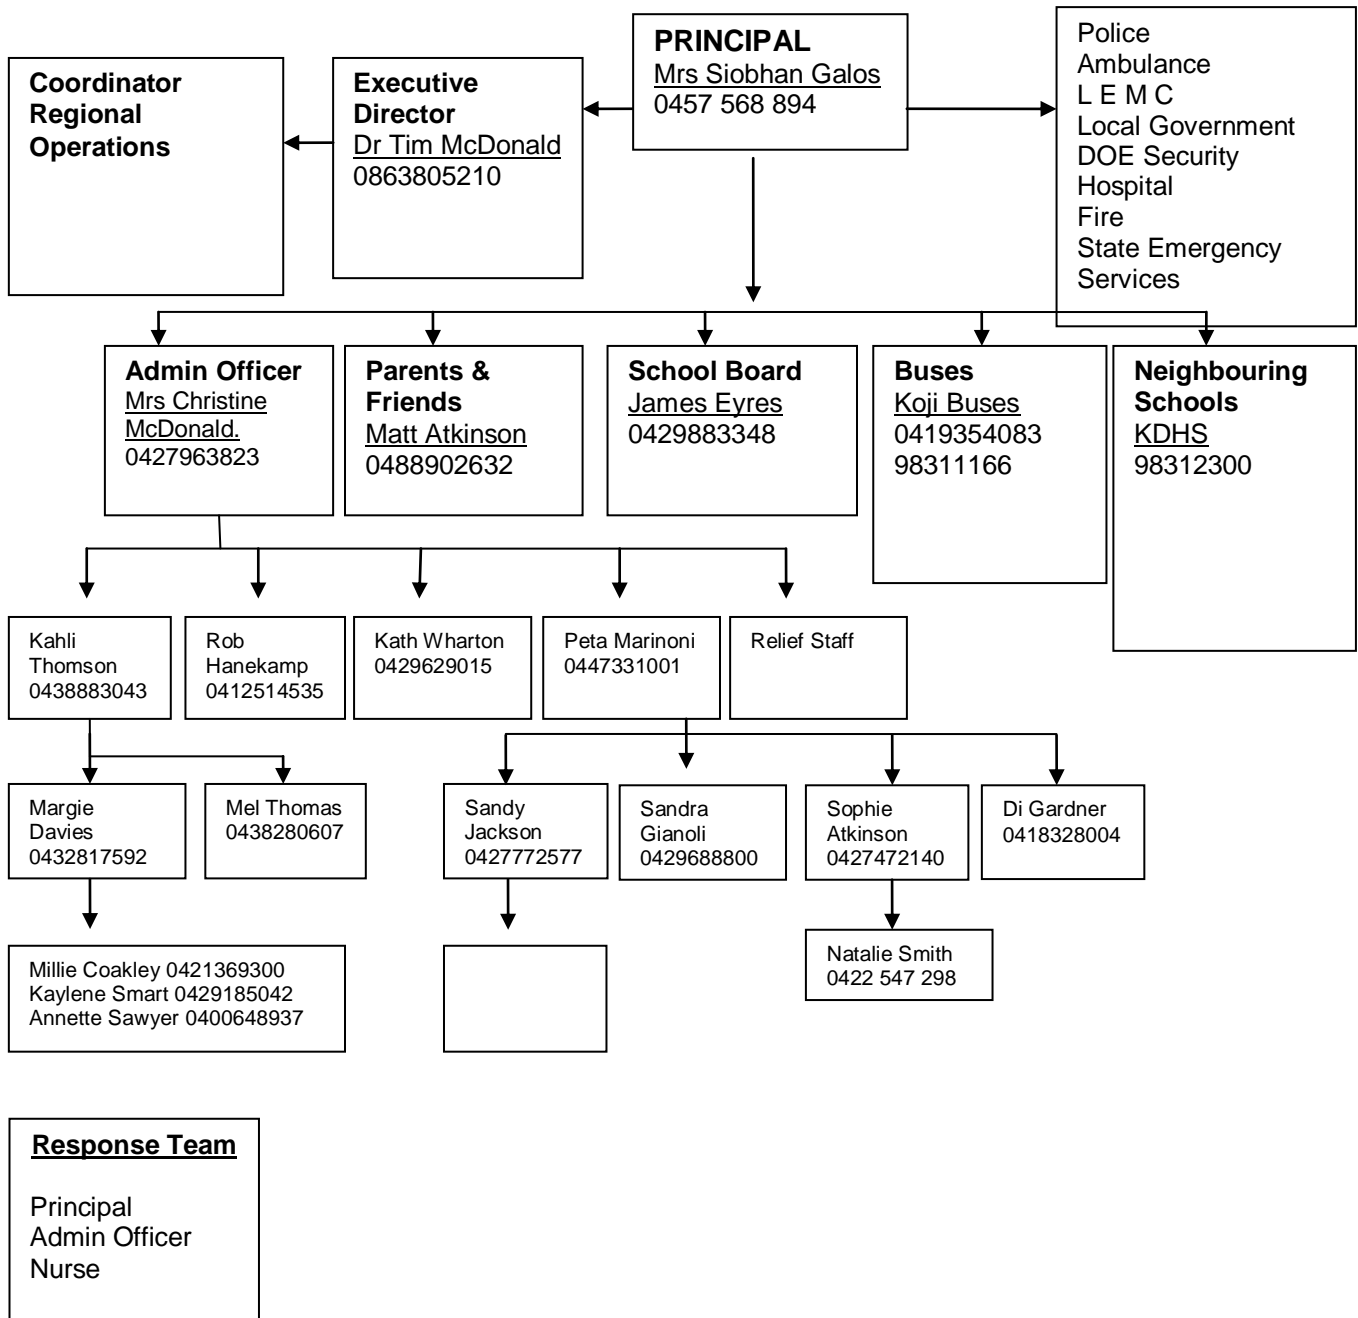 PRINCIPAL
Mrs Siobhan Galos
0457 568 894
Coordinator
Regional
Operations
Executive
Director
Dr Tim McDonald
0863805210
Police
Ambulance
L E M C
Local Government
DOE Security
Hospital
Fire
State Emergency
Services
Admin Officer
Mrs Christine
McDonald.
0427963823
Parents &
Friends
Matt Atkinson
0488902632
School Board
James Eyres
0429883348
Buses
Koji Buses
0419354083
98311166
Neighbouring
Schools
KDHS
98312300
Kahli
Thomson
0438883043
Rob
Hanekamp
0412514535
Kath Wharton
0429629015
Peta Marinoni
0447331001
Relief Staff
Margie
Davies
0432817592
Mel Thomas
0438280607
Sandy
Jackson
0427772577
Sandra
Gianoli
0429688800
Sophie
Atkinson
0427472140
Di Gardner
0418328004
Millie Coakley 0421369300
Kaylene Smart 0429185042
Annette Sawyer 0400648937
Natalie Smith
0422 547 298
Response Team
Principal
Admin Officer
Nurse